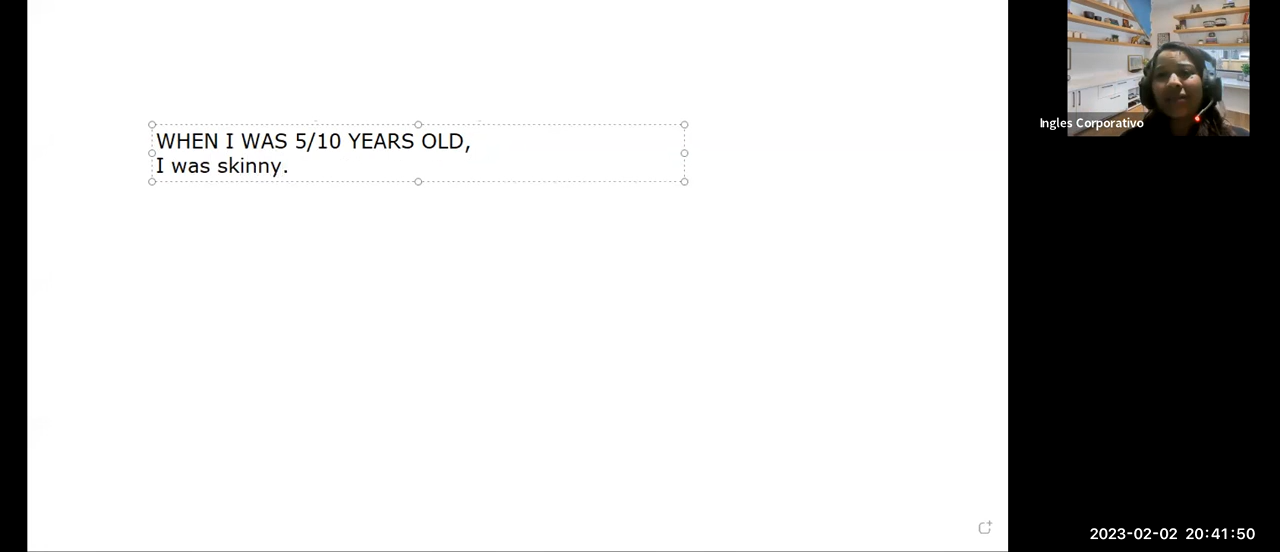 WHEN I WAS 5/10 YEARS OLD,
I was skinny.
Ingles Corporativo
2023-02-02 20:41:50